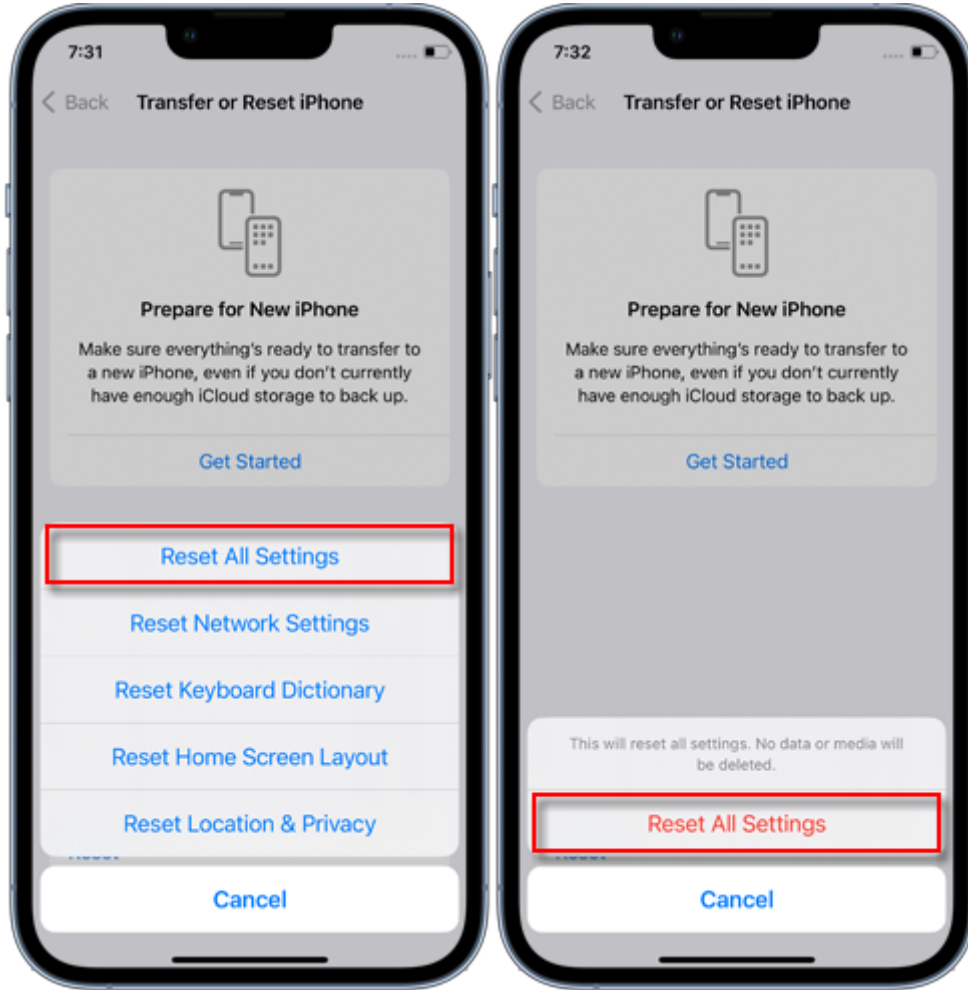 7:31
Back Transfer or Reset iPhone
Prepare for New iPhone
Make sure everything's ready to transfer to
a new iPhone, even if you don't currently
have enough iCloud storage to back up.
Get Started
Reset All Settings
Reset Network Settings
Reset Keyboard Dictionary
Reset Home Screen Layout
Reset Location & Privacy
Reset
Cancel
7:32
Back Transfer or Reset iPhone
Prepare for New iPhone
Make sure everything's ready to transfer to
a new iPhone, even if you don't currently
have enough iCloud storage to back up.
Get Started
This will reset all settings. No data or media will
be deleted.
Reset All Settings
Reset
Cancel